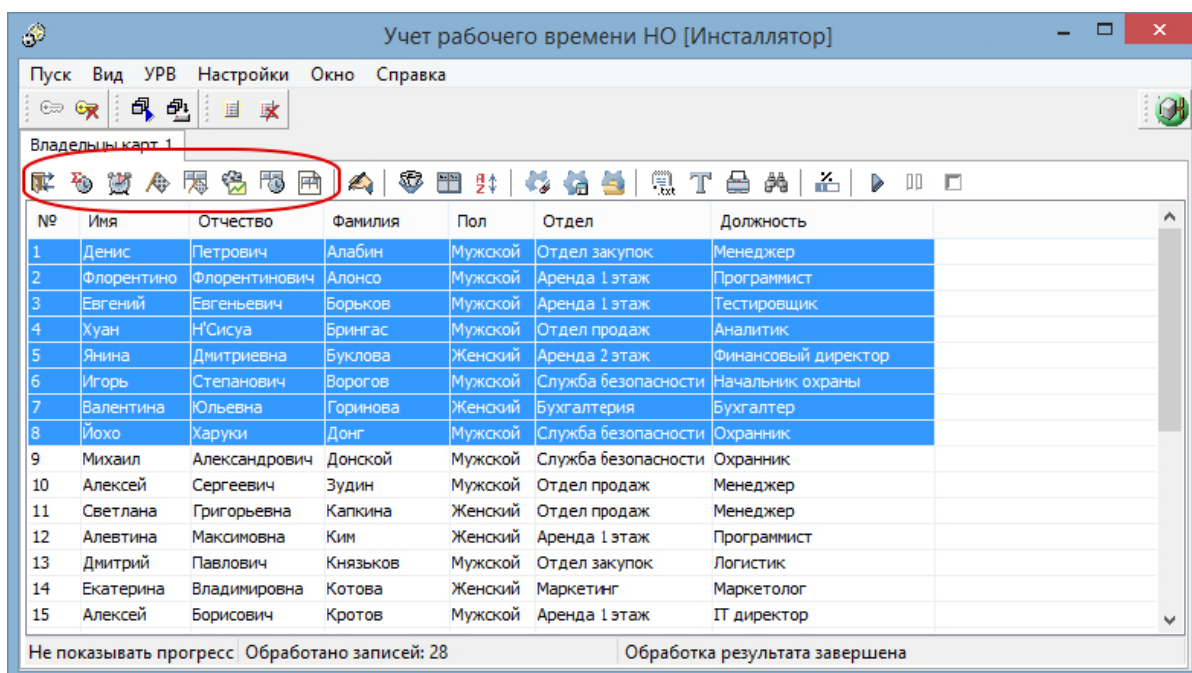 Учет рабочего времени НО [Инсталлятор]
Пуск Вид УРВ Настройки Окно Справка
Владельцы карт 1
.txt
№ Имя Отчество Фамилия Пол Отдел Должность
1 Денис Петрович Алабин Мужской Отдел закупок Менеджер
2 Флорентино Флорентинович Алонсо Мужской Аренда 1 этаж Программист
3 Евгений Евгеньевич Борьков Мужской Аренда 1 этаж Тестировщик
4 Хуан Н'Сисуа Брингас Мужской Отдел продаж Аналитик
5 Янина Дмитриевна Буклова Женский Аренда 2 этаж Финансовый директор
6 Игорь Степанович Ворогов Мужской Служба безопасности Начальник охраны
7 Валентина Юльевна Горинова Женский Бухгалтерия Бухгалтер
8 Йохо Харуки Донг Мужской Служба безопасности Охранник
9 Михаил Александрович Донской Мужской Служба безопасности Охранник
10 Алексей Сергеевич Зудин Мужской Отдел продаж Менеджер
11 Светлана Григорьевна Капкина Женский Отдел продаж Менеджер
12 Алевтина Максимовна Ким Женский Аренда 1 этаж Программист
13 Дмитрий Павлович Князьков Мужской Отдел закупок Логистик
14 Екатерина Владимировна Котова Женский Маркетинг Маркетолог
15 Алексей Борисович Кротов Мужской Аренда 1 этаж IT директор
Не показывать прогресс Обработано записей: 28 Обработка результата завершена